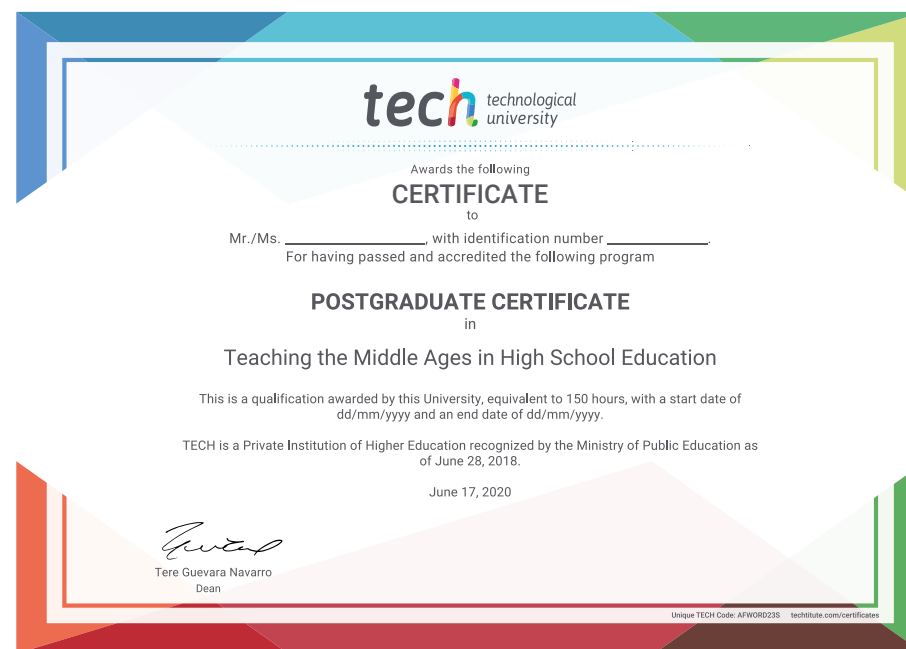 tech technological
university
Awards the following
CERTIFICATE
to
Mr./Ms. ____________________, with identification number ______________.
For having passed and accredited the following program
POSTGRADUATE CERTIFICATE
in
Teaching the Middle Ages in High School Education
This is a qualification awarded by this University, equivalent to 150 hours, with a start date of
dd/mm/yyyy and an end date of dd/mm/yyyy.
TECH is a Private Institution of Higher Education recognized by the Ministry of Public Education as
of June 28, 2018.
June 17, 2020
Tere Guevara Navarro
Dean
Unique TECH Code: AFWORD23S techtitute.com/certificates